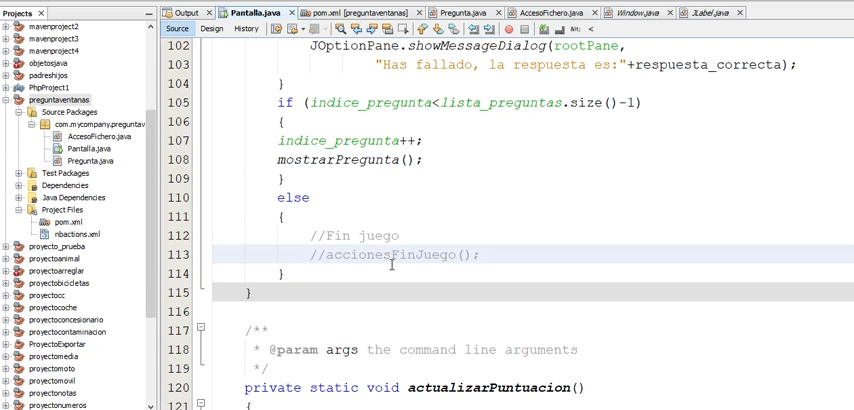 Projects
mavenproject2
mavenproject3
mavenproject4
objetosjava
padreshijos
PhpProject1
preguntaventanas
Source Packages
com.mycompany.preguntav
AccesoFichero.java
Pantalla.java
Pregunta.java
Test Packages
Dependencies
Java Dependencies
Project Files
pom.xml
nbactions.xml
proyecto_prueba
proyectoanimal
proyectoarreglar
proyectobicicletas
proyectocc
proyectocoche
proyectoconcesionario
proyectocontaminacion
ProyectoExportar
proyectomedia
proyectomoto
proyectomovil
proyectonotas
proyectonumeros
Output Pantalla.java pom.xml [preguntaventanas] Pregunta.java AccesoFichero.java Window.java JLabel.java
Source Design History
102 JOptionPane.showMessageDialog(rootPane,
103 "Has fallado, la respuesta es:"+respuesta_correcta);
104 }
105 if (indice_pregunta<lista_preguntas.size()-1)
106 {
107 indice_pregunta++;
108 mostrarPregunta();
109 }
110 else
111 {
112 //Fin juego
113 //accionesFinJuego();
114 }
115 }
116
117 /**
118 * @param args the command line arguments
119 */
120 private static void actualizarPuntuacion()
121 {